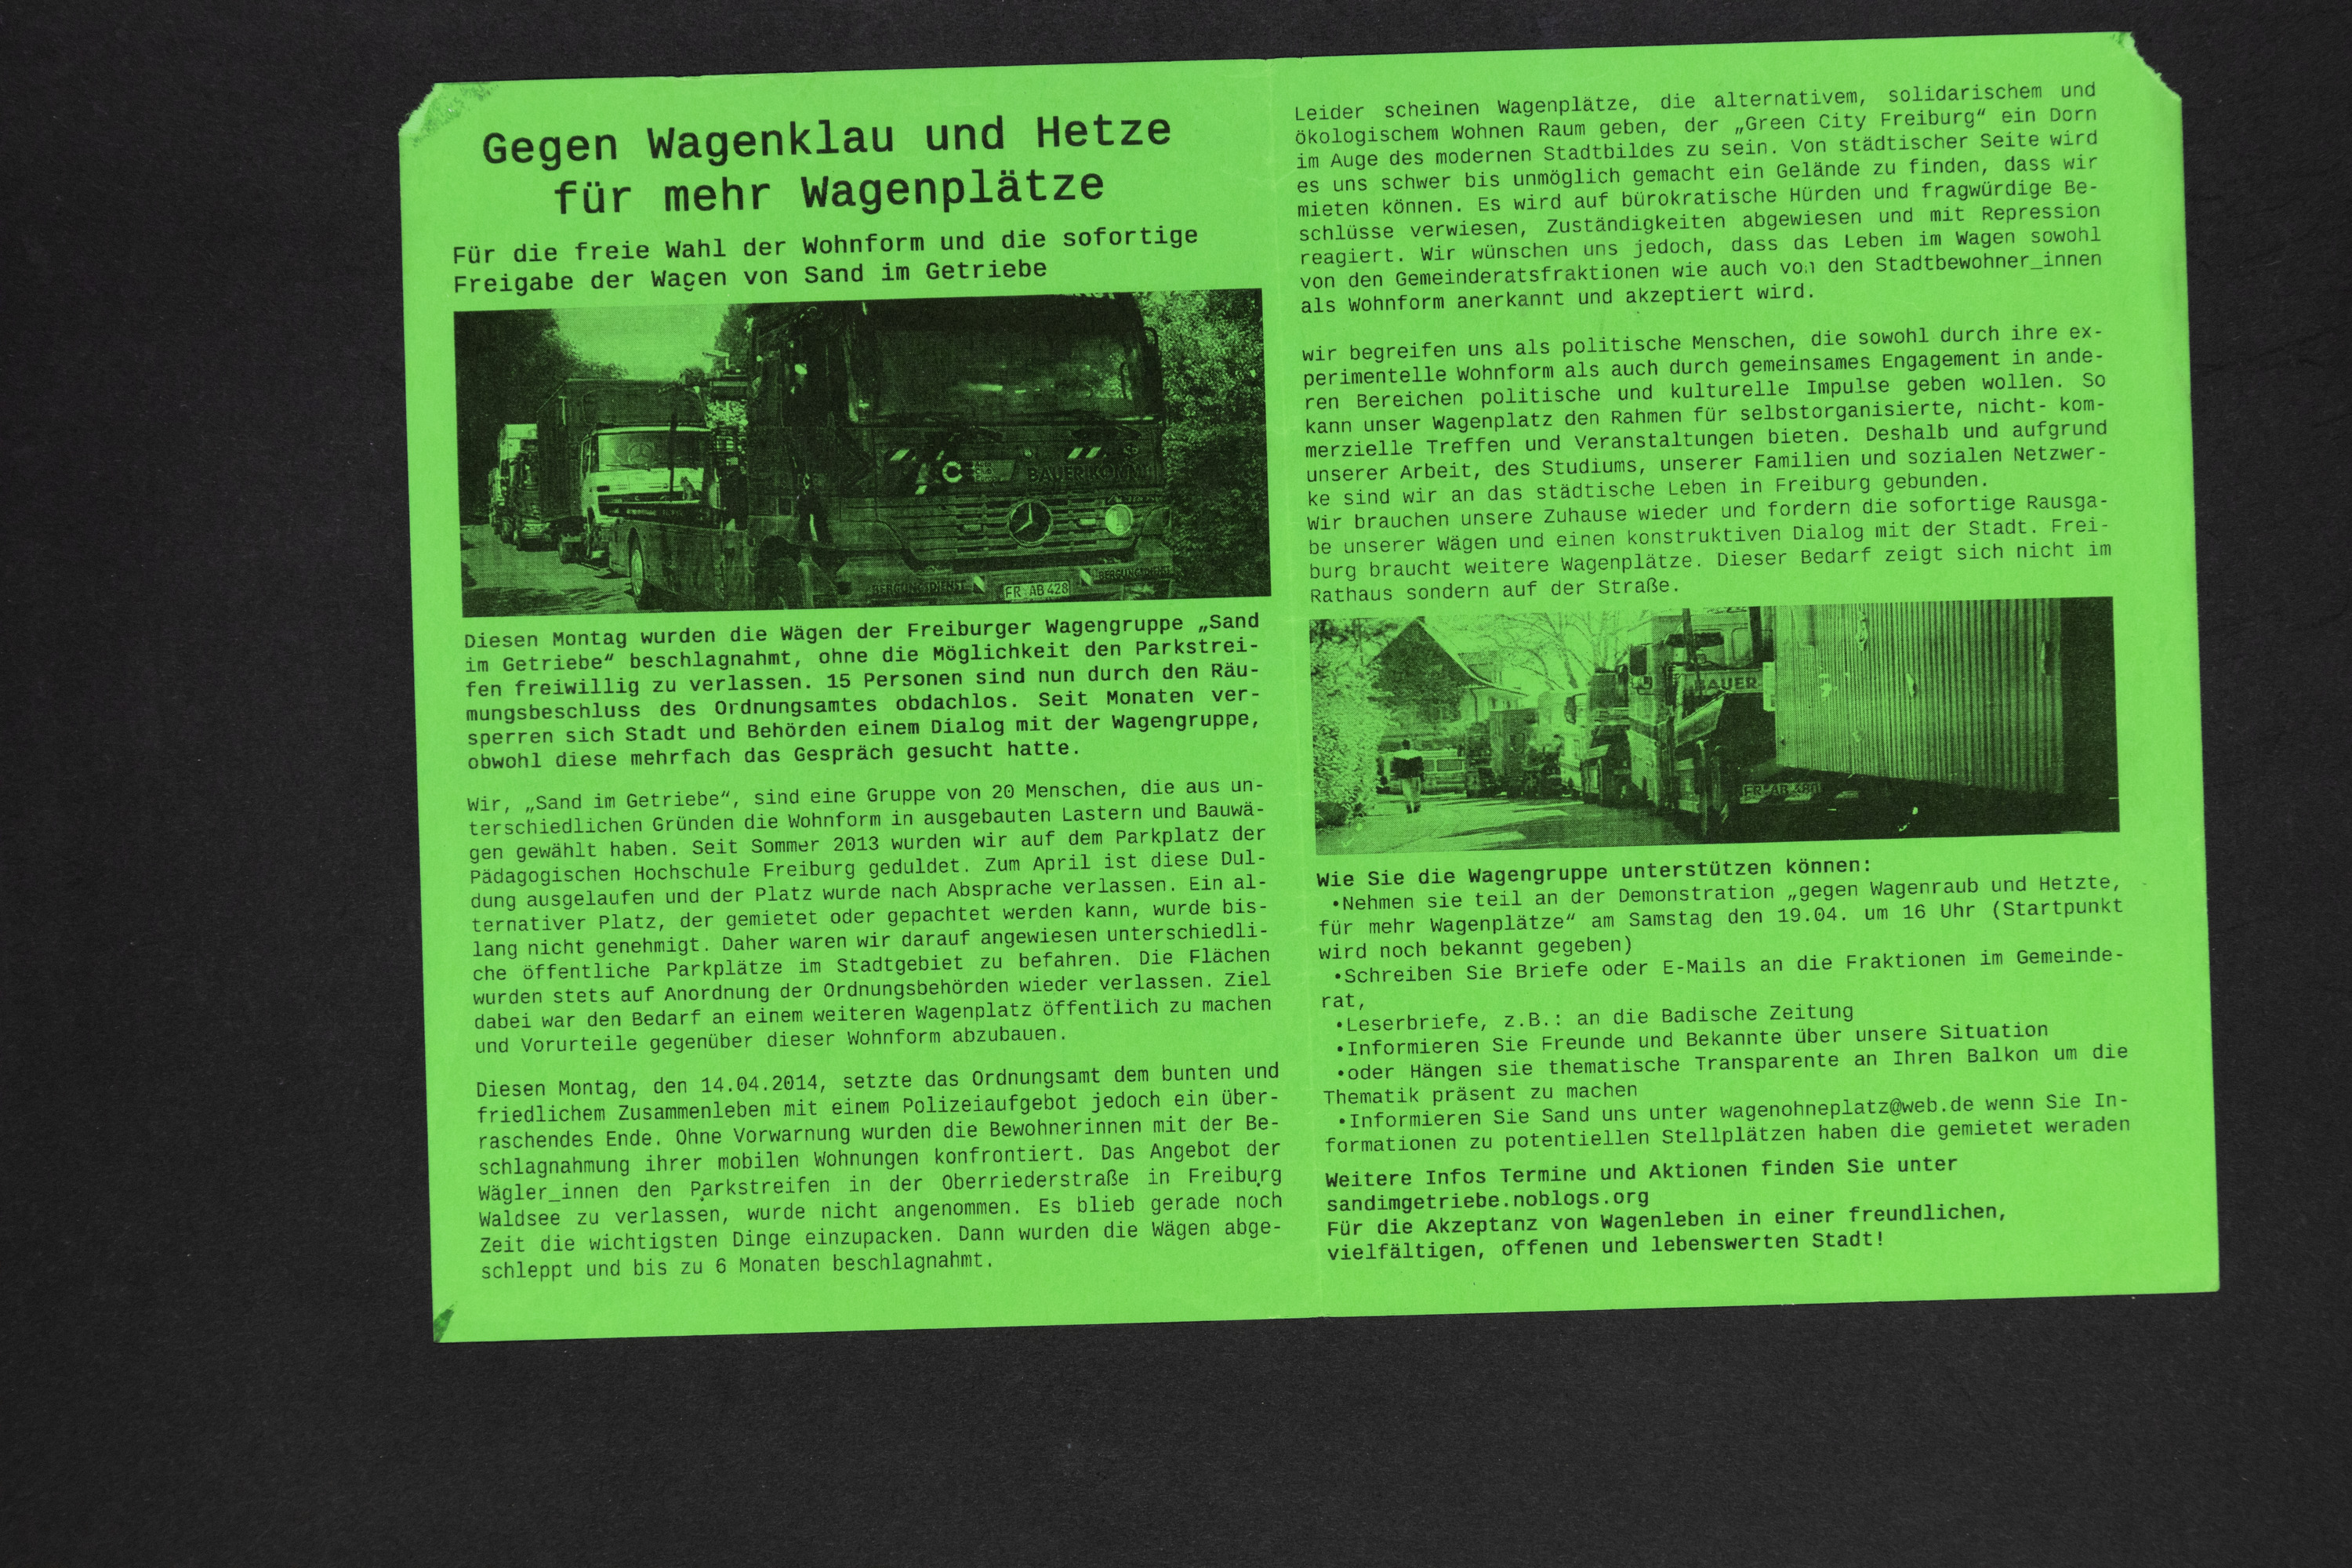 Gegen Wagenklau und Hetze
für mehr Wagenplätze
Für die freie Wahl der Wohnform und die sofortige
Freigabe der Wagen von Sand im Getriebe
BAUER KOMM
BERGUNGSDIENST
FR AB 428
BERGUNGSDIENST
Diesen Montag wurden die Wägen der Freiburger Wagengruppe „Sand
im Getriebe“ beschlagnahmt, ohne die Möglichkeit den Parkstrei-
fen freiwillig zu verlassen. 15 Personen sind nun durch den Räu-
mungsbeschluss des Ordnungsamtes obdachlos. Seit Monaten ver-
sperren sich Stadt und Behörden einem Dialog mit der Wagengruppe,
obwohl diese mehrfach das Gespräch gesucht hatte.
Wir, „Sand im Getriebe“, sind eine Gruppe von 20 Menschen, die aus un-
terschiedlichen Gründen die Wohnform in ausgebauten Lastern und Bauwä-
gen gewählt haben. Seit Sommer 2013 wurden wir auf dem Parkplatz der
Pädagogischen Hochschule Freiburg geduldet. Zum April ist diese Dul-
dung ausgelaufen und der Platz wurde nach Absprache verlassen. Ein al-
ternativer Platz, der gemietet oder gepachtet werden kann, wurde bis-
lang nicht genehmigt. Daher waren wir darauf angewiesen unterschiedli-
che öffentliche Parkplätze im Stadtgebiet zu befahren. Die Flächen
wurden stets auf Anordnung der Ordnungsbehörden wieder verlassen. Ziel
dabei war den Bedarf an einem weiteren Wagenplatz öffentlich zu machen
und Vorurteile gegenüber dieser Wohnform abzubauen.
Diesen Montag, den 14.04.2014, setzte das Ordnungsamt dem bunten und
friedlichem Zusammenleben mit einem Polizeiaufgebot jedoch ein über-
raschendes Ende. Ohne Vorwarnung wurden die Bewohnerinnen mit der Be-
schlagnahmung ihrer mobilen Wohnungen konfrontiert. Das Angebot der
Wägler_innen den Parkstreifen in der Oberriederstraße in Freiburg
Waldsee zu verlassen, wurde nicht angenommen. Es blieb gerade noch
Zeit die wichtigsten Dinge einzupacken. Dann wurden die Wägen abge-
schleppt und bis zu 6 Monaten beschlagnahmt.
Leider scheinen Wagenplätze, die alternativem, solidarischem und
ökologischem Wohnen Raum geben, der „Green City Freiburg“ ein Dorn
im Auge des modernen Stadtbildes zu sein. Von städtischer Seite wird
es uns schwer bis unmöglich gemacht ein Gelände zu finden, dass wir
mieten können. Es wird auf bürokratische Hürden und fragwürdige Be-
schlüsse verwiesen, Zuständigkeiten abgewiesen und mit Repression
reagiert. Wir wünschen uns jedoch, dass das Leben im Wagen sowohl
von den Gemeinderatsfraktionen wie auch von den Stadtbewohner_innen
als Wohnform anerkannt und akzeptiert wird.
wir begreifen uns als politische Menschen, die sowohl durch ihre ex-
perimentelle Wohnform als auch durch gemeinsames Engagement in ande-
ren Bereichen politische und kulturelle Impulse geben wollen. So
kann unser Wagenplatz den Rahmen für selbstorganisierte, nicht- kom-
merzielle Treffen und Veranstaltungen bieten. Deshalb und aufgrund
unserer Arbeit, des Studiums, unserer Familien und sozialen Netzwer-
ke sind wir an das städtische Leben in Freiburg gebunden.
Wir brauchen unsere Zuhause wieder und fordern die sofortige Rausga-
be unserer Wägen und einen konstruktiven Dialog mit der Stadt. Frei-
burg braucht weitere Wagenplätze. Dieser Bedarf zeigt sich nicht im
Rathaus sondern auf der Straße.
BAUER
FR AB 480
Wie Sie die Wagengruppe unterstützen können:
•Nehmen sie teil an der Demonstration „gegen Wagenraub und Hetzte,
für mehr Wagenplätze“ am Samstag den 19.04. um 16 Uhr (Startpunkt
wird noch bekannt gegeben)
•Schreiben Sie Briefe oder E-Mails an die Fraktionen im Gemeinde-
rat,
•Leserbriefe, z.B.: an die Badische Zeitung
•Informieren Sie Freunde und Bekannte über unsere Situation
•oder Hängen sie thematische Transparente an Ihren Balkon um die
Thematik präsent zu machen
•Informieren Sie Sand uns unter wagenohneplatz@web.de wenn Sie In-
formationen zu potentiellen Stellplätzen haben die gemietet weraden
Weitere Infos Termine und Aktionen finden Sie unter
sandimgetriebe.noblogs.org
Für die Akzeptanz von Wagenleben in einer freundlichen,
vielfältigen, offenen und lebenswerten Stadt!